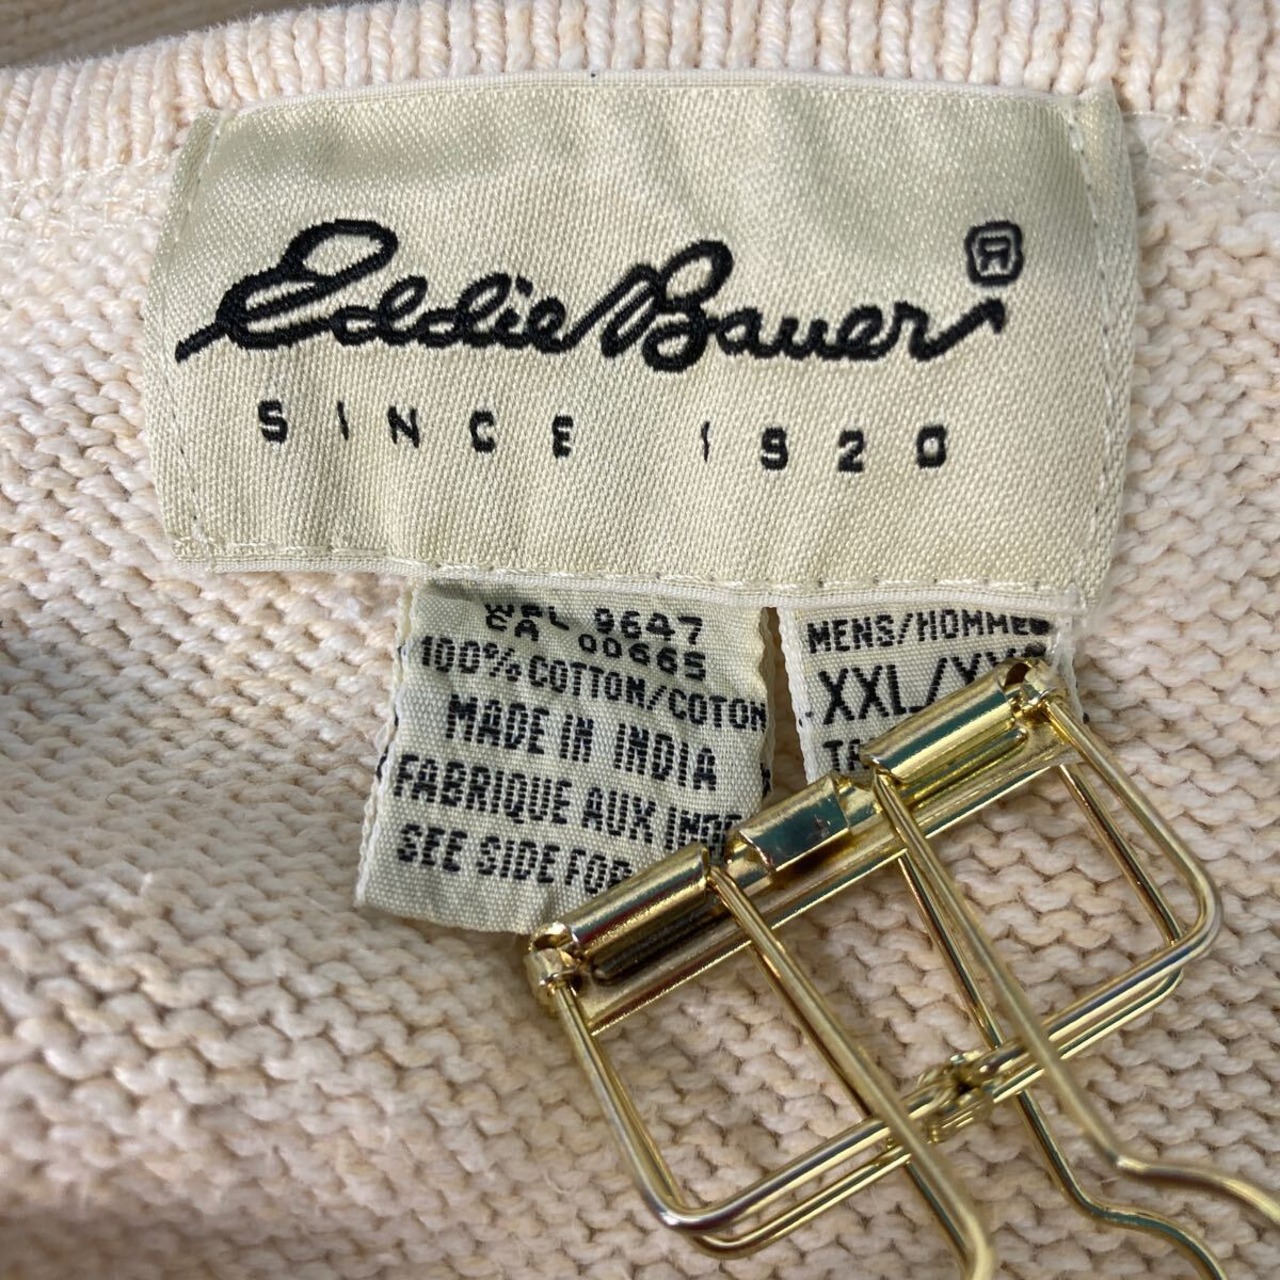 Eddie Bauer ®
SINCE 1920
WPL 9647
CA 00665
100% COTTON/COTON
MADE IN INDIA
FABRIQUE AUX
SEE SIDE FOR
MENS/HOMMES
XXL/